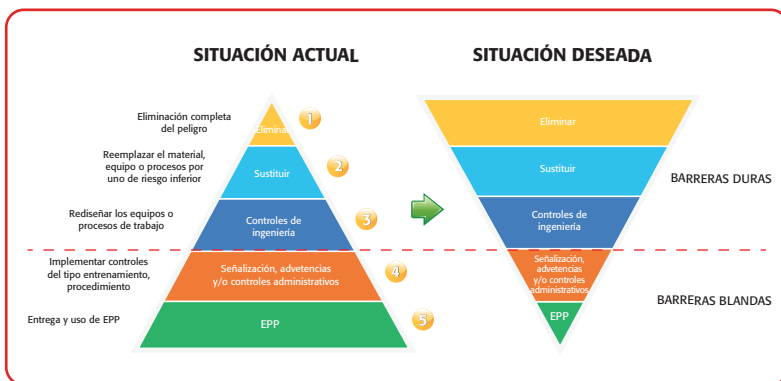 SITUACIÓN ACTUAL
SITUACIÓN DESEADA
Eliminación completa
del peligro
Eliminar
1
Reemplazar el material,
equipo o procesos por
uno de riesgo inferior
Sustituir
2
Rediseñar los equipos o
procesos de trabajo
Controles de
ingeniería
3
Implementar controles
del tipo entrenamiento,
procedimiento
Señalización, advetencias
y/o controles administrativos
4
Entrega y uso de EPP
EPP
5
Eliminar
Sustituir
Controles de
ingeniería
Señalización,
advetencias
y/o controles
administrativos
EPP
BARRERAS DURAS
BARRERAS BLANDAS